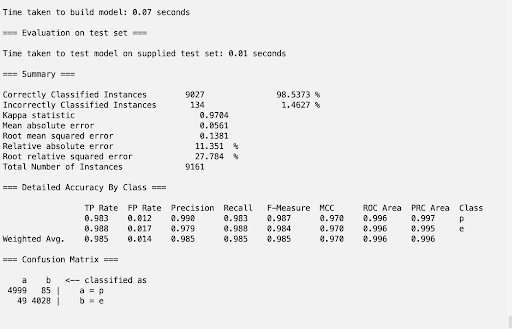 Time taken to build model: 0.07 seconds
=== Evaluation on test set ===
Time taken to test model on supplied test set: 0.01 seconds
=== Summary ===
Correctly Classified Instances 9027 98.5373 %
Incorrectly Classified Instances 134 1.4627 %
Kappa statistic 0.9704
Mean absolute error 0.0561
Root mean squared error 0.1381
Relative absolute error 11.351 %
Root relative squared error 27.784 %
Total Number of Instances 9161
=== Detailed Accuracy By Class ===
TP Rate FP Rate Precision Recall F-Measure MCC ROC Area PRC Area Class
0.983 0.012 0.990 0.983 0.987 0.970 0.996 0.997 p
0.988 0.017 0.979 0.988 0.984 0.970 0.996 0.995 e
Weighted Avg. 0.985 0.014 0.985 0.985 0.985 0.970 0.996 0.996
=== Confusion Matrix ===
a b <-- classified as
4999 85 | a = p
49 4028 | b = e